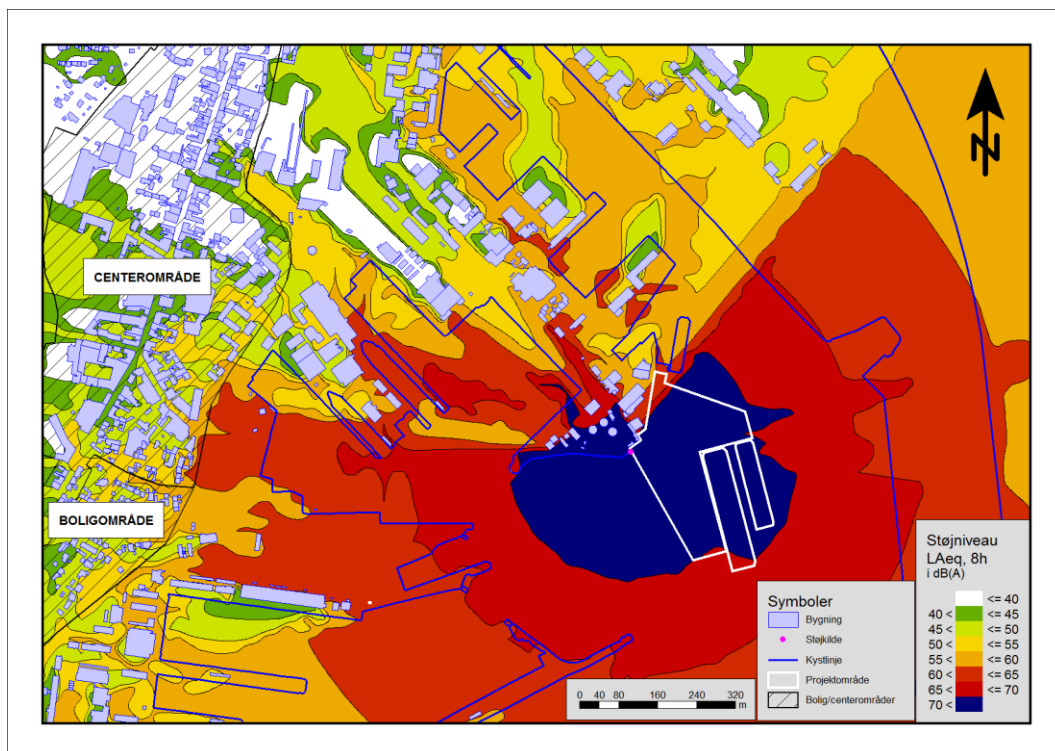 N
CENTEROMRÅDE
BOLIGOMRÅDE
Symboler
Bygning
Støjkilde
Kystlinje
Projektområde
Bolig/centerområder
0 40 80 160 240 320
m
Støjniveau
LAeq, 8h
i dB(A)
<= 40
40 < <= 45
45 < <= 50
50 < <= 55
55 < <= 60
60 < <= 65
65 < <= 70
70 <